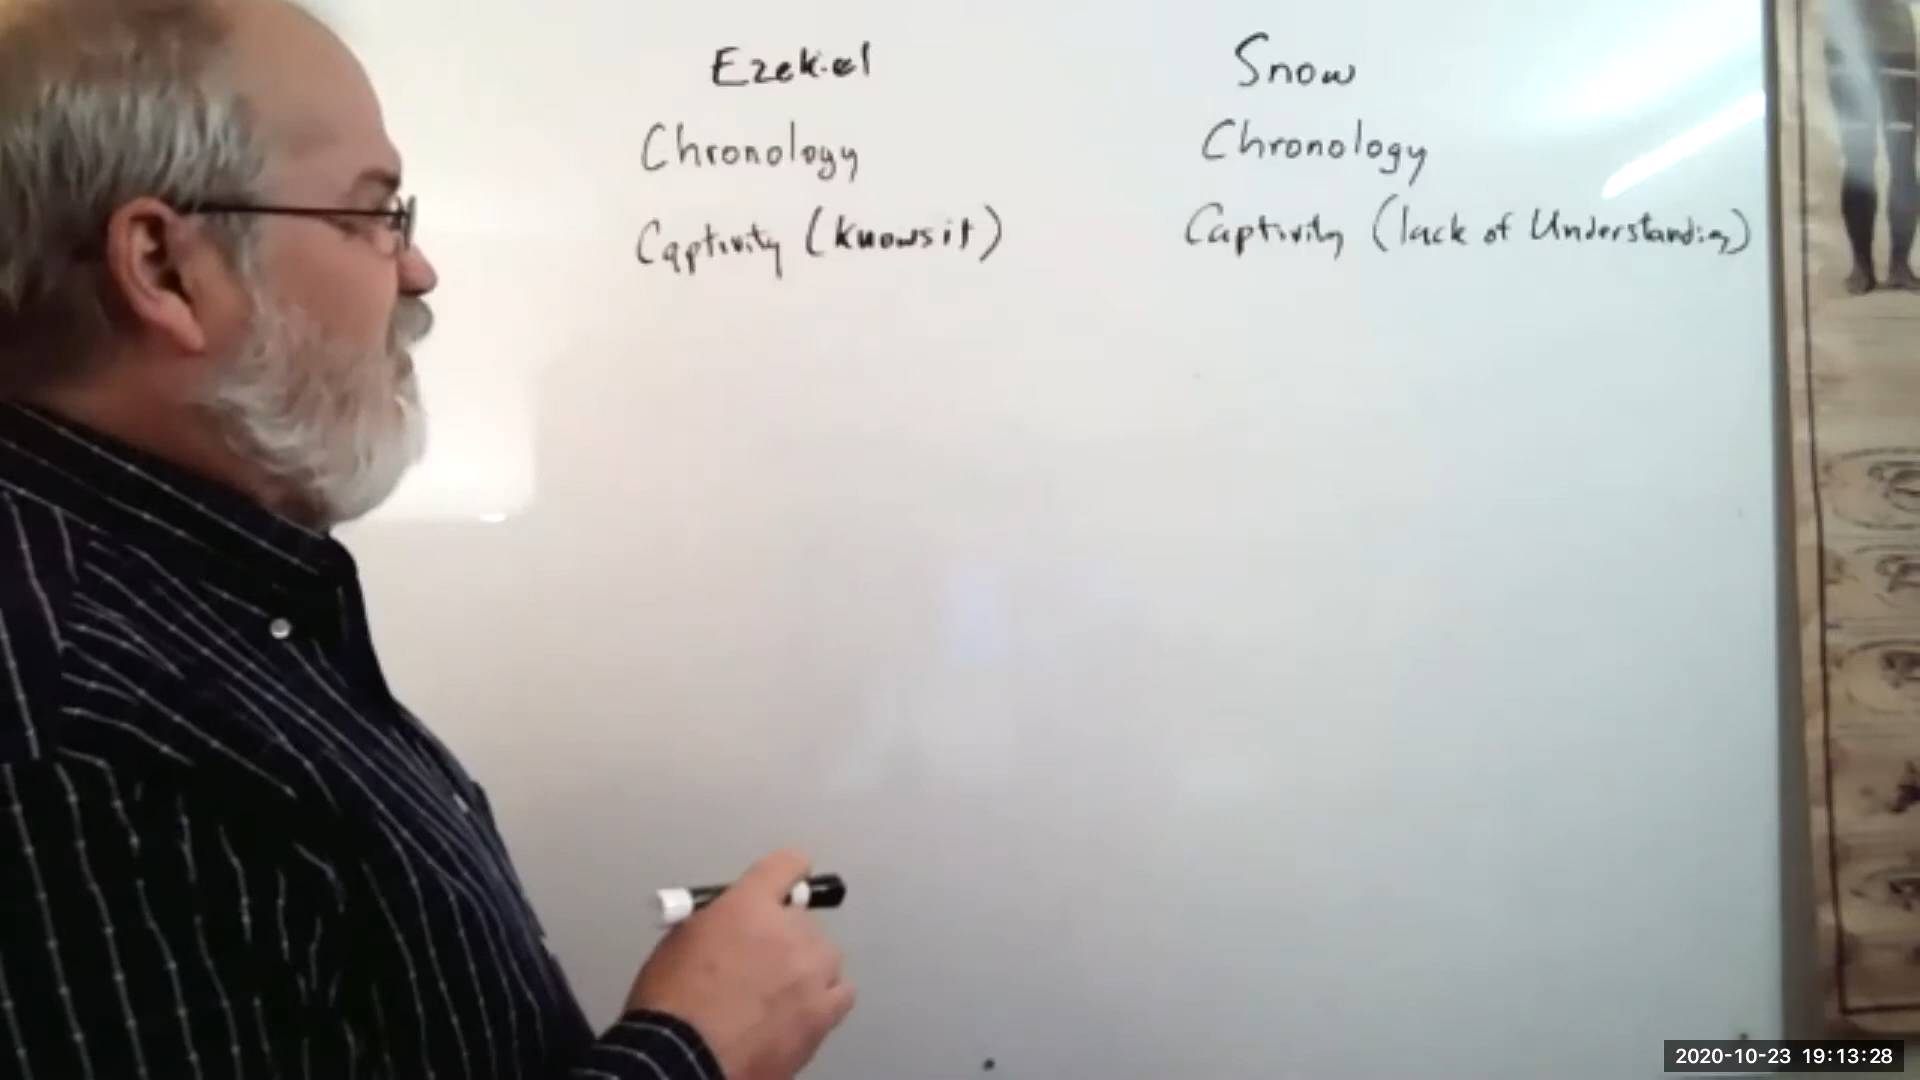 Ezekiel
Snow
Chronology
Chronology
Captivity (knows it)
Captivity (lack of Understanding)
2020-10-23 19:13:28